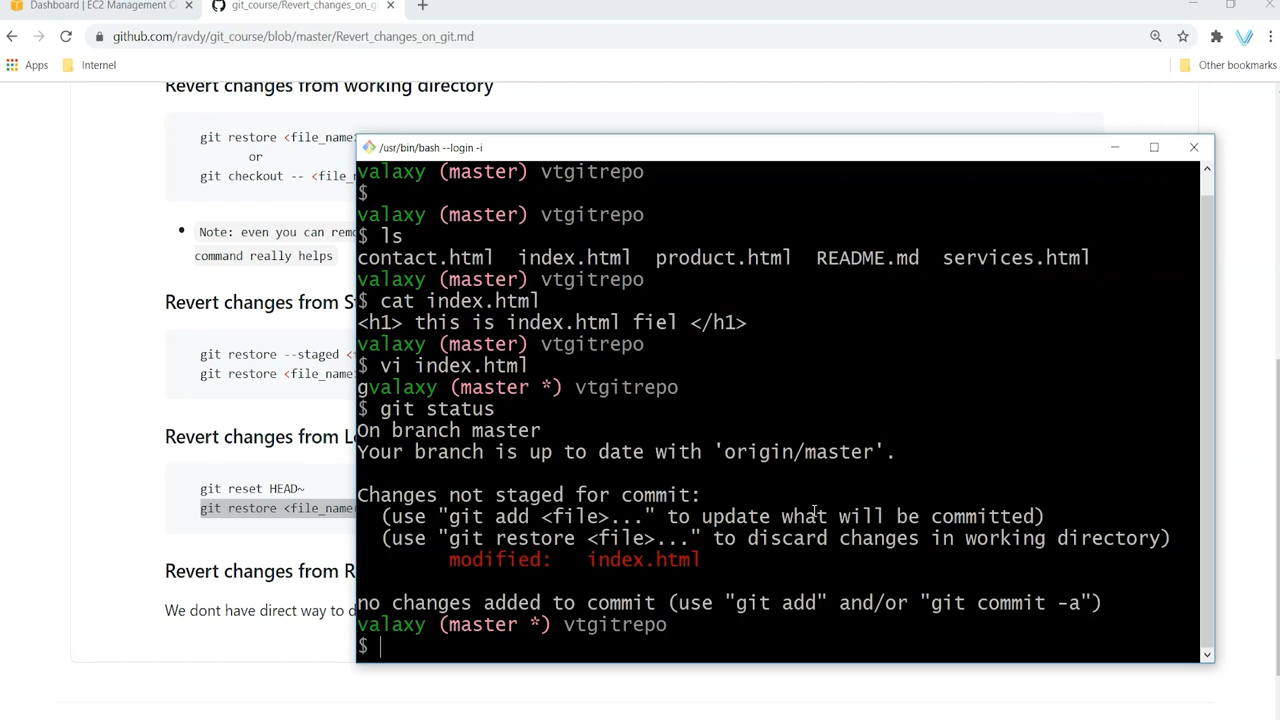 Dashboard | EC2 Management C
git_course/Revert_changes_on_g
github.com/ravdy/git_course/blob/master/Revert_changes_on_git.md
Apps
Internet
Other bookmarks
Revert changes from working directory
git restore <file_name>
or
git checkout -- <file_n
Note: even you can rem
command really helps
Revert changes from S
git restore --staged <
git restore <file_name>
Revert changes from L
git reset HEAD~
git restore <file_name
Revert changes from R
We dont have direct way to d
/usr/bin/bash --login -i
valaxy (master) vtgitrepo
$
valaxy (master) vtgitrepo
$ ls
contact.html index.html product.html README.md services.html
valaxy (master) vtgitrepo
$ cat index.html
<h1> this is index.html fiel </h1>
valaxy (master) vtgitrepo
$ vi index.html
gvalaxy (master *) vtgitrepo
$ git status
On branch master
Your branch is up to date with 'origin/master'.
Changes not staged for commit:
(use "git add <file>..." to update what will be committed)
(use "git restore <file>..." to discard changes in working directory)
modified: index.html
no changes added to commit (use "git add" and/or "git commit -a")
valaxy (master *) vtgitrepo
$